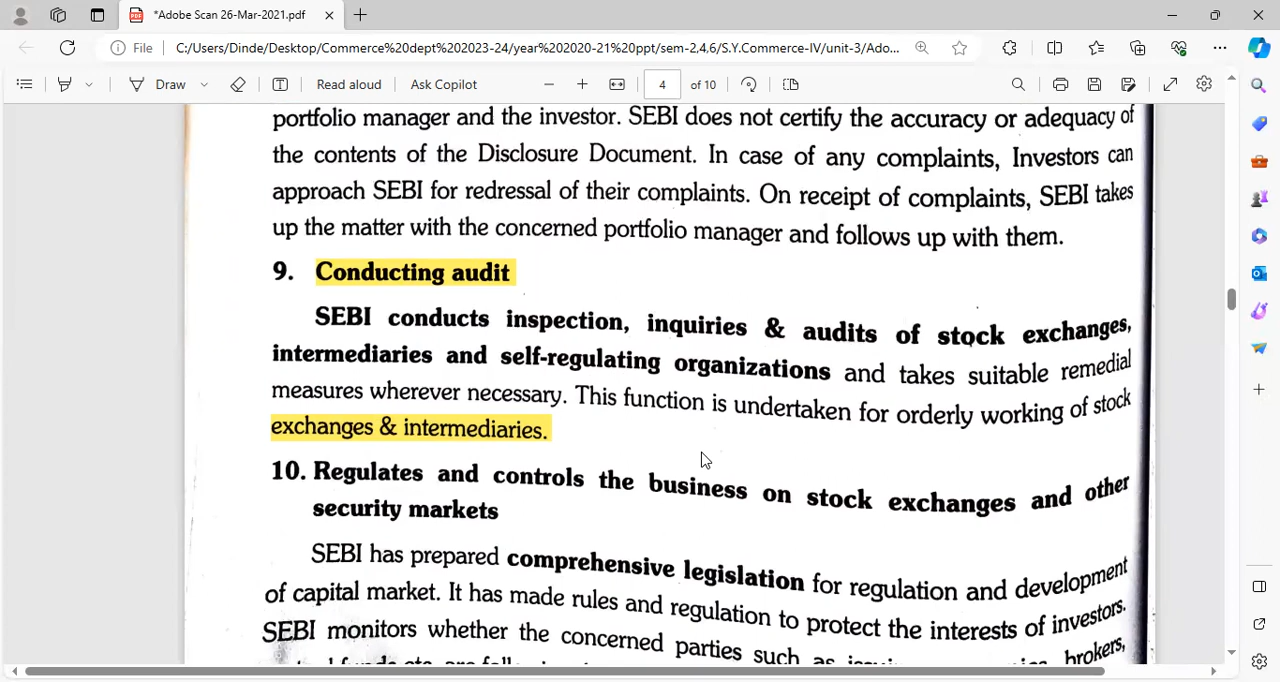 *Adobe Scan 26-Mar-2021.pdf
File
C:/Users/Dinde/Desktop/Commerce%20dept%202023-24/year%202020-21%20ppt/sem-2,4,6/S.Y.Commerce-IV/unit-3/Ado...
Draw
Read aloud
Ask Copilot
4
of 10
portfolio manager and the investor. SEBI does not certify the accuracy or adequacy of
the contents of the Disclosure Document. In case of any complaints, Investors can
approach SEBI for redressal of their complaints. On receipt of complaints, SEBI takes
up the matter with the concerned portfolio manager and follows up with them.
9. Conducting audit
SEBI conducts inspection, inquiries & audits of stock exchanges,
intermediaries and self-regulating organizations and takes suitable remedial
measures wherever necessary. This function is undertaken for orderly working of stock
exchanges & intermediaries.
10. Regulates and controls the business on stock exchanges and other
security markets
SEBI has prepared comprehensive legislation for regulation and development
of capital market. It has made rules and regulation to protect the interests of investors.
SEBI monitors whether the concerned parties such as brokers,